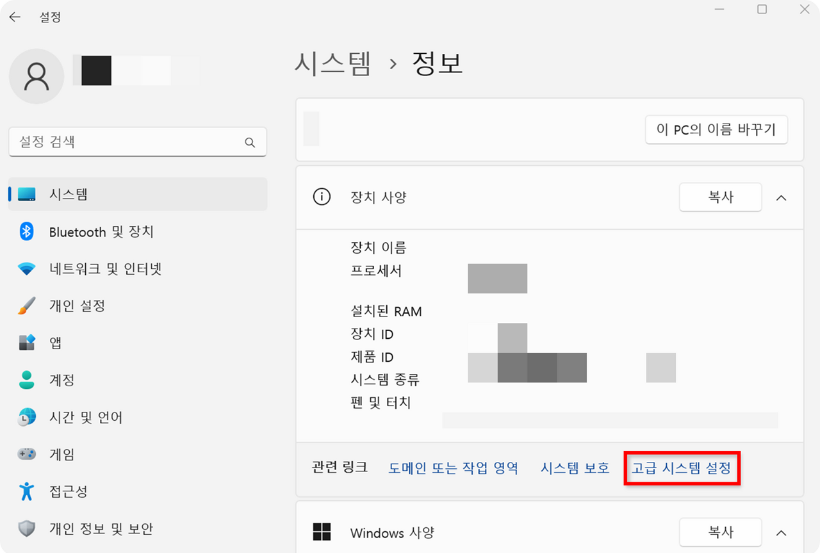 설정
시스템 › 정보
이 PC의 이름 바꾸기
설정 검색
시스템
Bluetooth 및 장치
네트워크 및 인터넷
개인 설정
앱
계정
시간 및 언어
게임
접근성
개인 정보 및 보안
장치 사양
복사
장치 이름
프로세서
설치된 RAM
장치 ID
제품 ID
시스템 종류
펜 및 터치
관련 링크 도메인 또는 작업 영역 시스템 보호 고급 시스템 설정
Windows 사양
복사